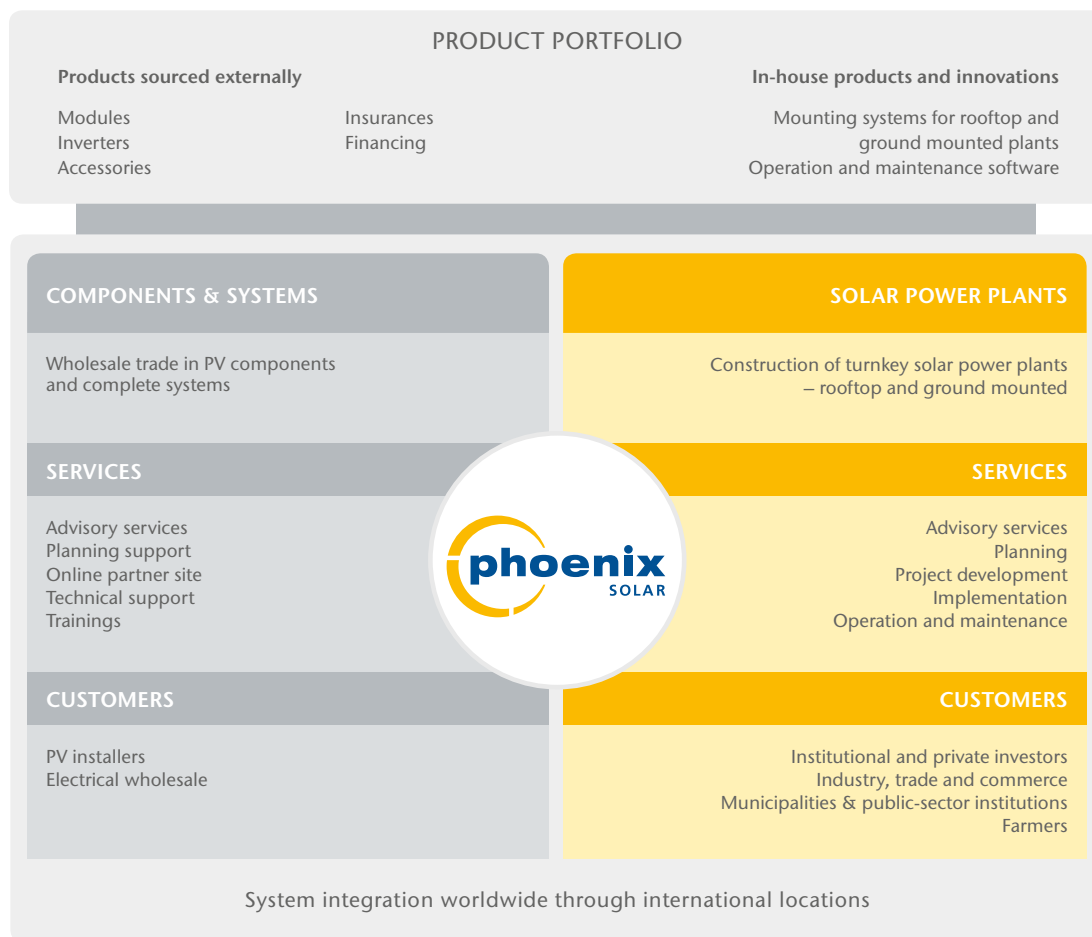 PRODUCT PORTFOLIO
Products sourced externally
Modules
Inverters
Accessories
Insurances
Financing
In-house products and innovations
Mounting systems for rooftop and
ground mounted plants
Operation and maintenance software
COMPONENTS & SYSTEMS
Wholesale trade in PV components
and complete systems
SERVICES
Advisory services
Planning support
Online partner site
Technical support
Trainings
CUSTOMERS
PV installers
Electrical wholesale
phoenix
SOLAR
SOLAR POWER PLANTS
Construction of turnkey solar power plants
– rooftop and ground mounted
SERVICES
Advisory services
Planning
Project development
Implementation
Operation and maintenance
CUSTOMERS
Institutional and private investors
Industry, trade and commerce
Municipalities & public-sector institutions
Farmers
System integration worldwide through international locations